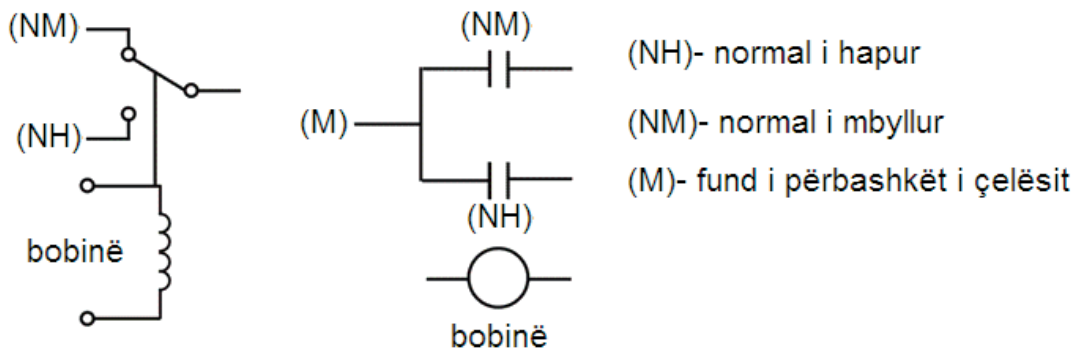 (NM)
(NH)
bobinë
(NM)
(M)
(NH)
bobinë
(NH)- normal i hapur
(NM)- normal i mbyllur
(M)- fund i përbashkët i çelësit